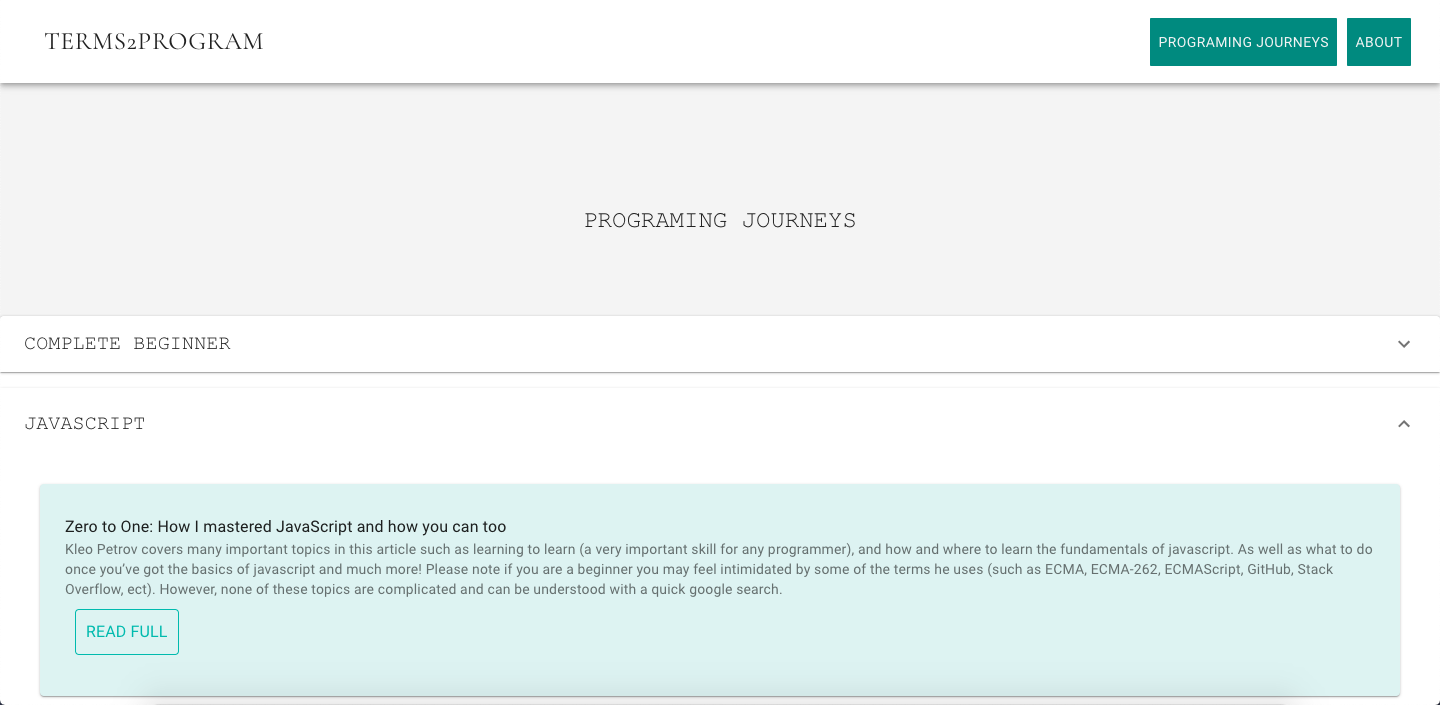 TERMS2PROGRAM
PROGRAMING JOURNEYS
ABOUT
PROGRAMING JOURNEYS
COMPLETE BEGINNER
JAVASCRIPT
Zero to One: How I mastered JavaScript and how you can too
Kleo Petrov covers many important topics in this article such as learning to learn (a very important skill for any programmer), and how and where to learn the fundamentals of javascript. As well as what to do
once you’ve got the basics of javascript and much more! Please note if you are a beginner you may feel intimidated by some of the terms he uses (such as ECMA, ECMA-262, ECMAScript, GitHub, Stack
Overflow, ect). However, none of these topics are complicated and can be understood with a quick google search.
READ FULL